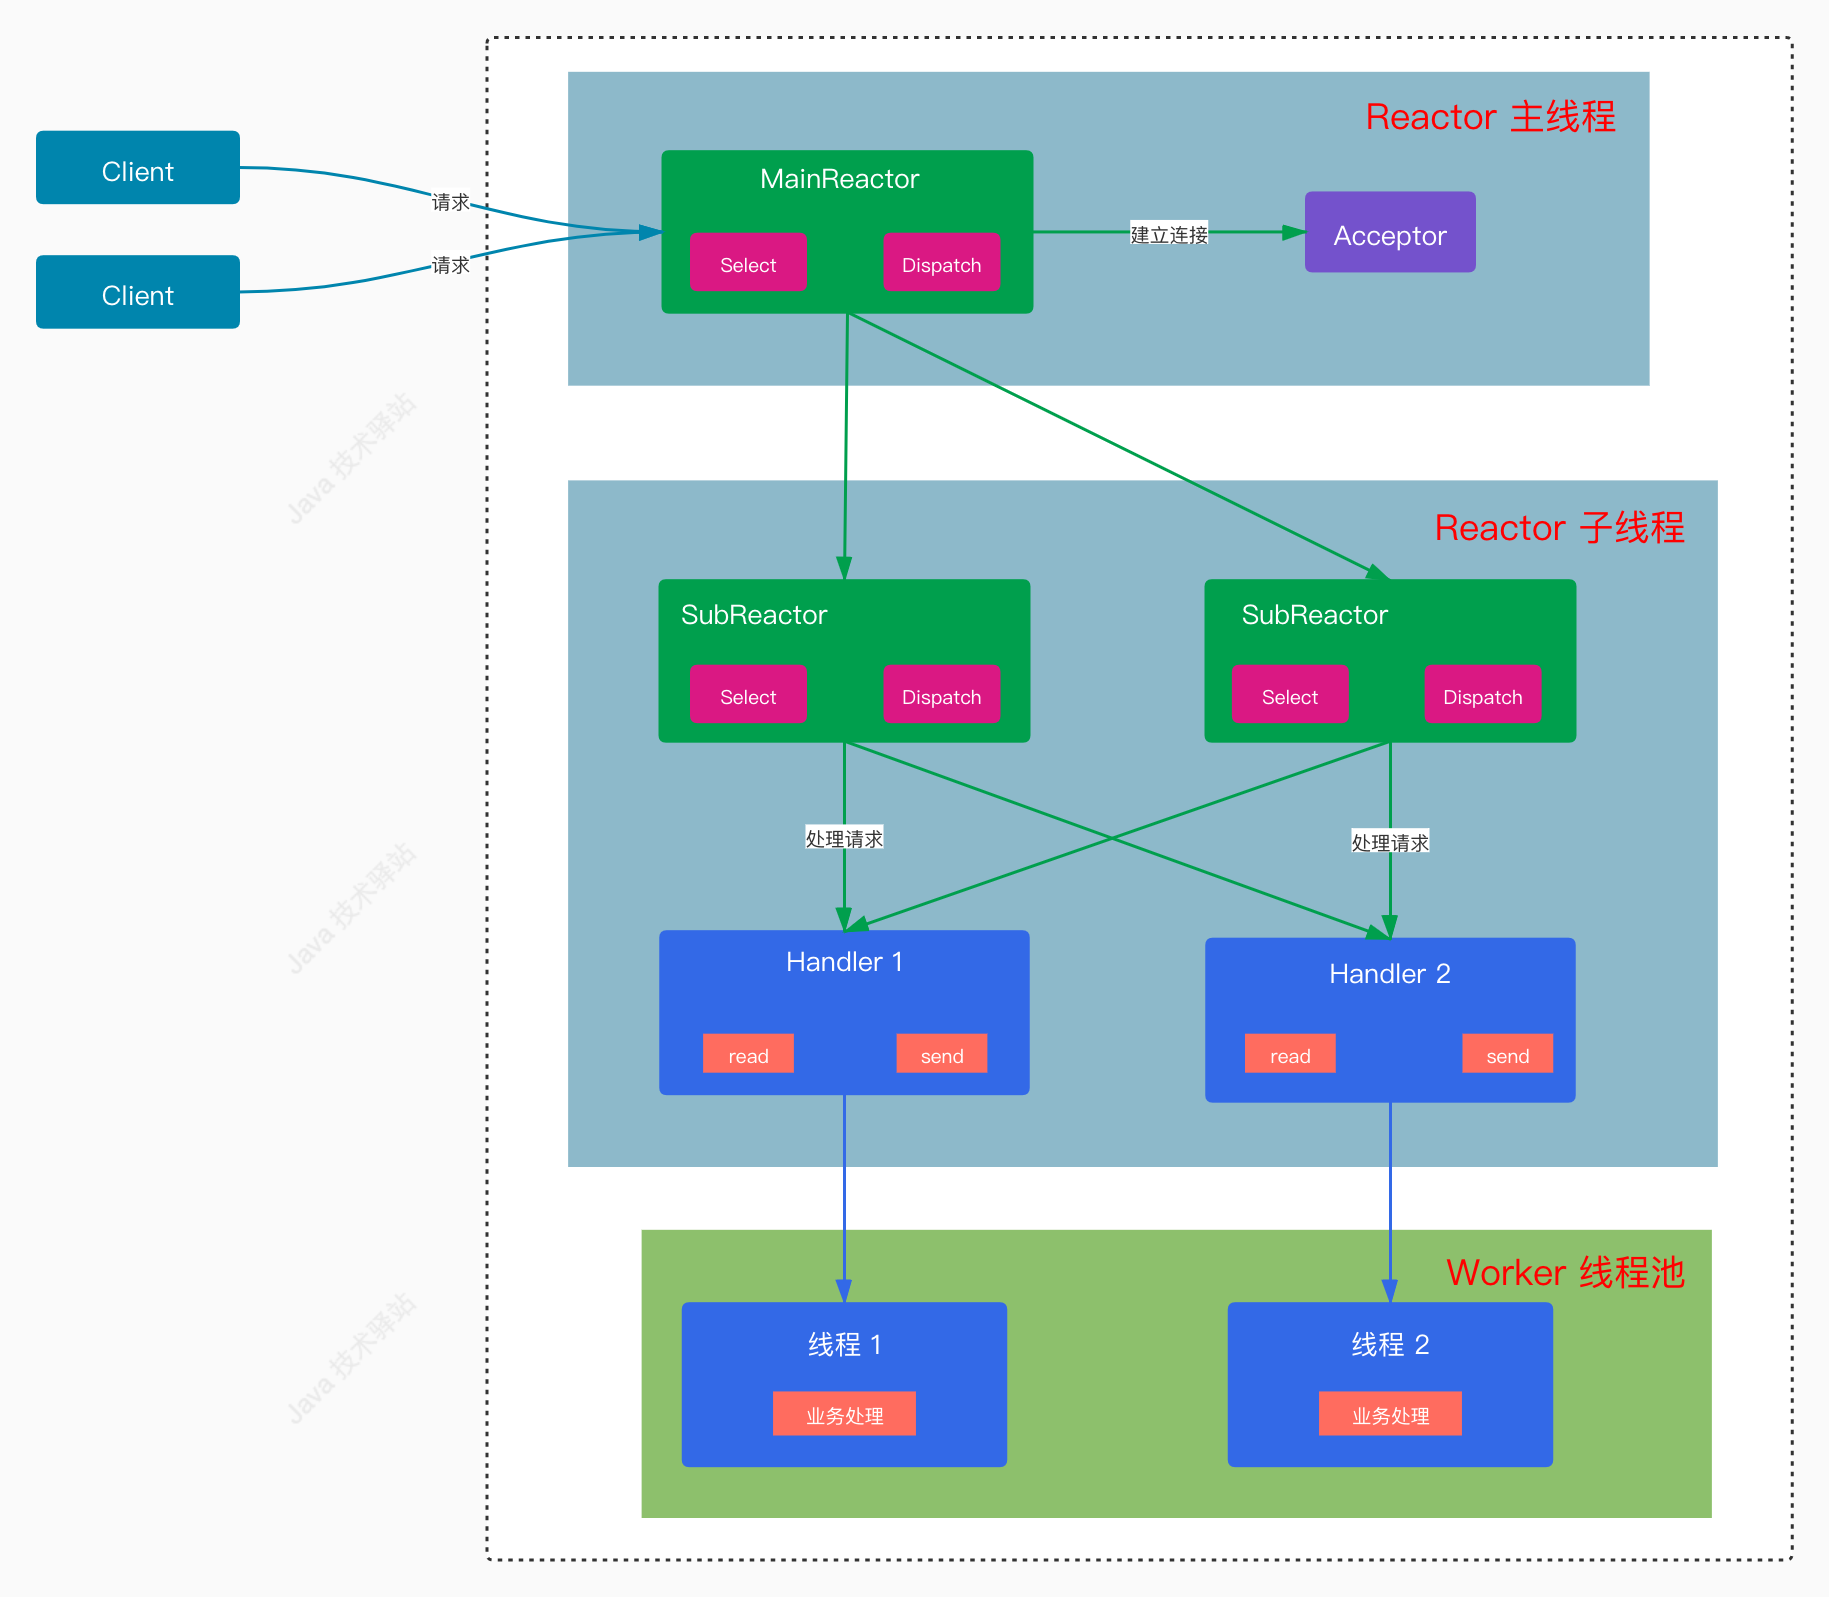 Reactor 主线程
Client
Client
请求
请求
MainReactor
Select
Dispatch
建立连接
Acceptor
Reactor 子线程
SubReactor
Select
Dispatch
SubReactor
Select
Dispatch
处理请求
处理请求
Handler 1
read
send
Handler 2
read
send
Worker 线程池
线程 1
业务处理
线程 2
业务处理
Java 技术驿站
Java 技术驿站
Java 技术驿站